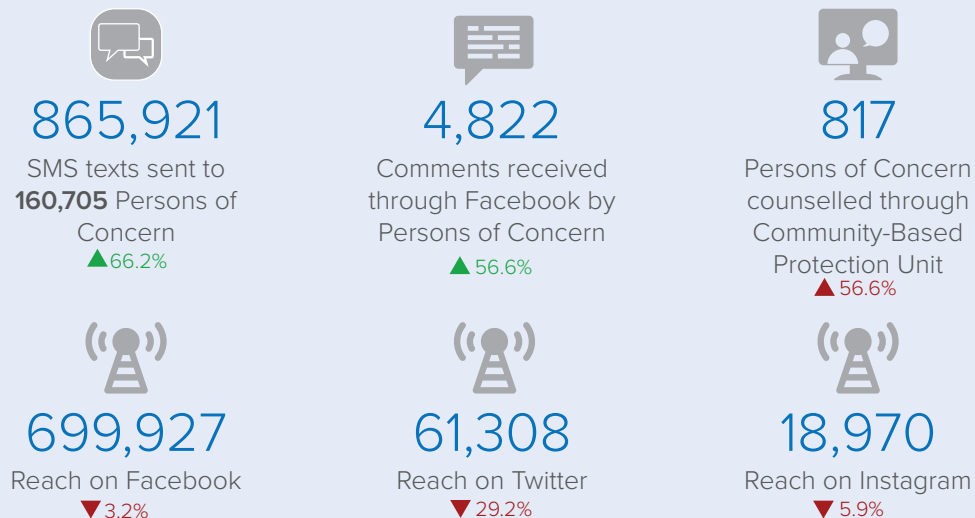 865,921
SMS texts sent to
160,705 Persons of
Concern
▲66.2%
4,822
Comments received
through Facebook by
Persons of Concern
▲ 56.6%
817
Persons of Concern
counselled through
Community-Based
Protection Unit
▲ 56.6%
699,927
Reach on Facebook
▼ 3.2%
61,308
Reach on Twitter
▼ 29.2%
18,970
Reach on Instagram
▼ 5.9%